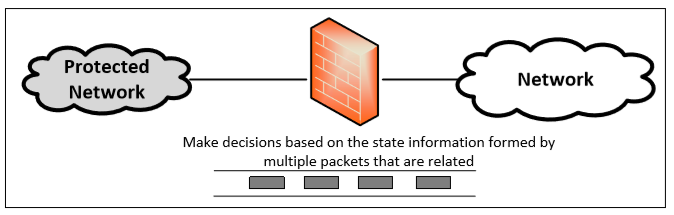 Protected
Network
Network
Make decisions based on the state information formed by
multiple packets that are related